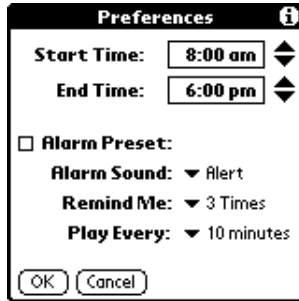 Preferences i
Start Time: 8:00 am
End Time: 6:00 pm
Alarm Preset:
Alarm Sound: Alert
Remind Me: 3 Times
Play Every: 10 minutes
OK Cancel